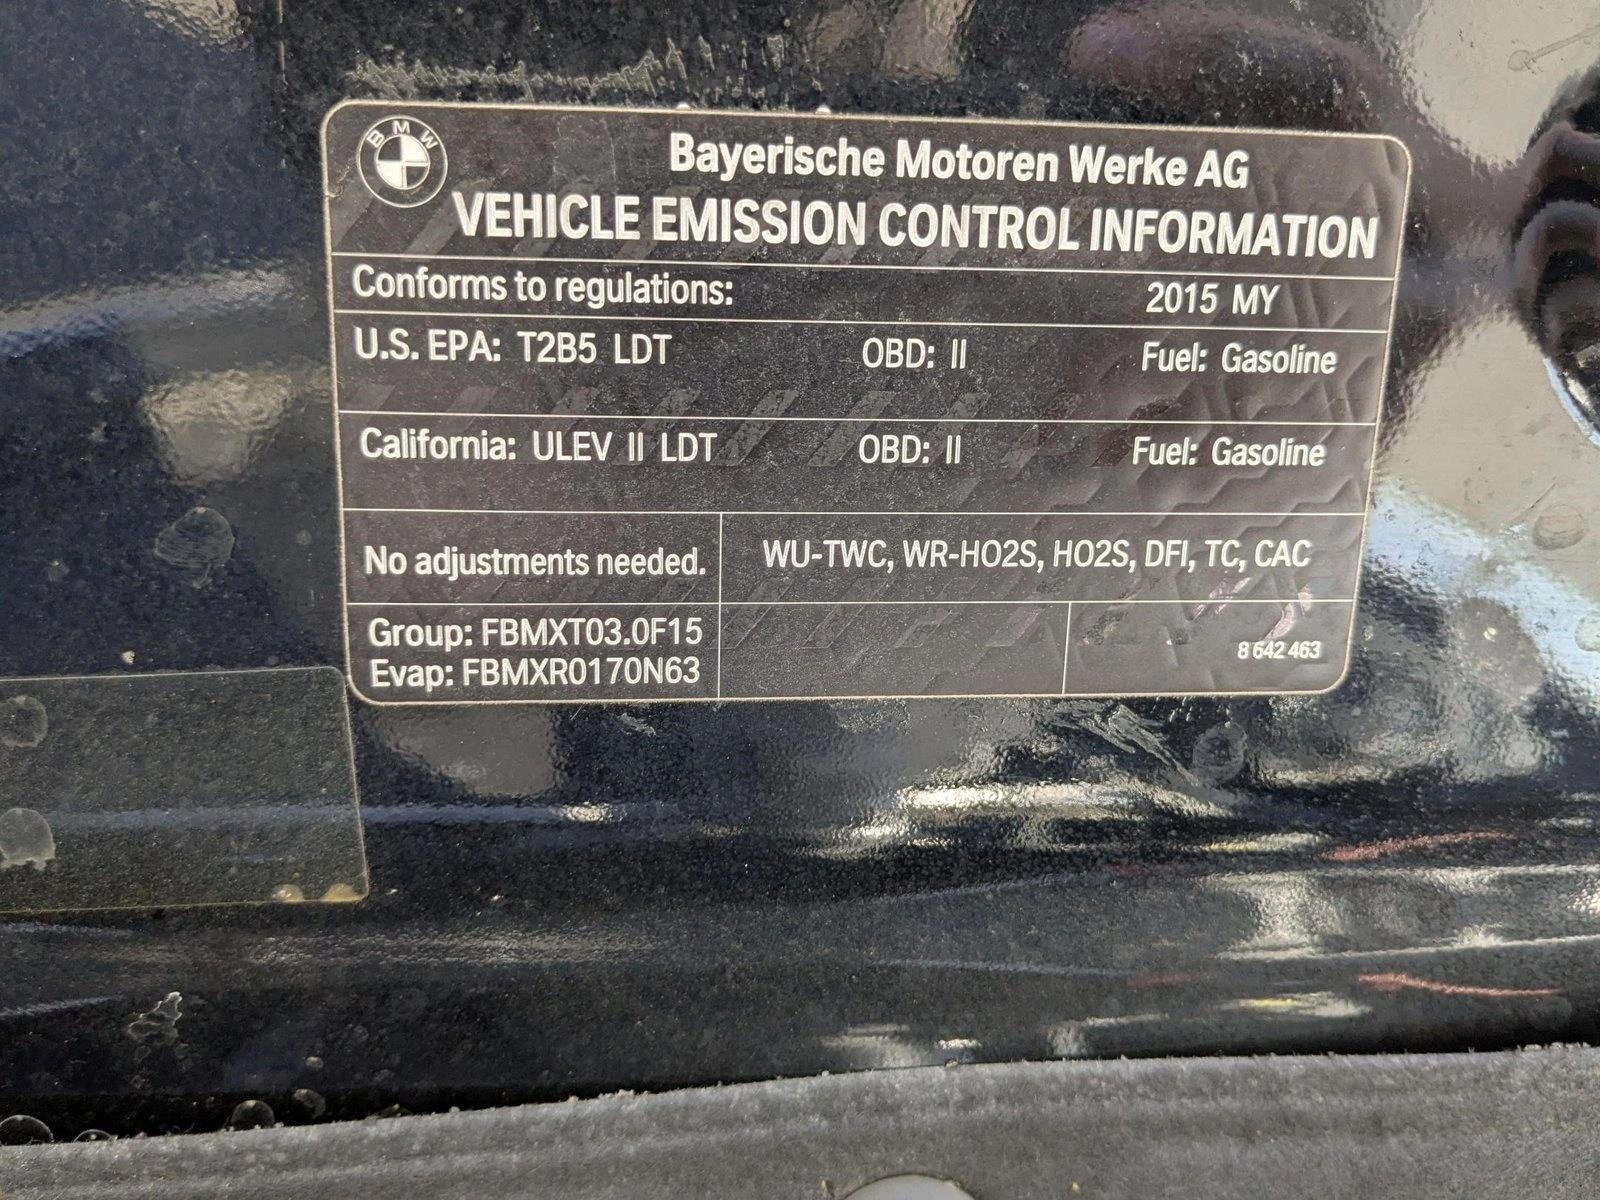 BMW
Bayerische Motoren Werke AG
VEHICLE EMISSION CONTROL INFORMATION
Conforms to regulations: 2015 MY
U.S. EPA: T2B5 LDT OBD: II Fuel: Gasoline
California: ULEV II LDT OBD: II Fuel: Gasoline
No adjustments needed. WU-TWC, WR-HO2S, HO2S, DFI, TC, CAC
Group: FBMXT03.0F15
Evap: FBMXR0170N63
8 642 463